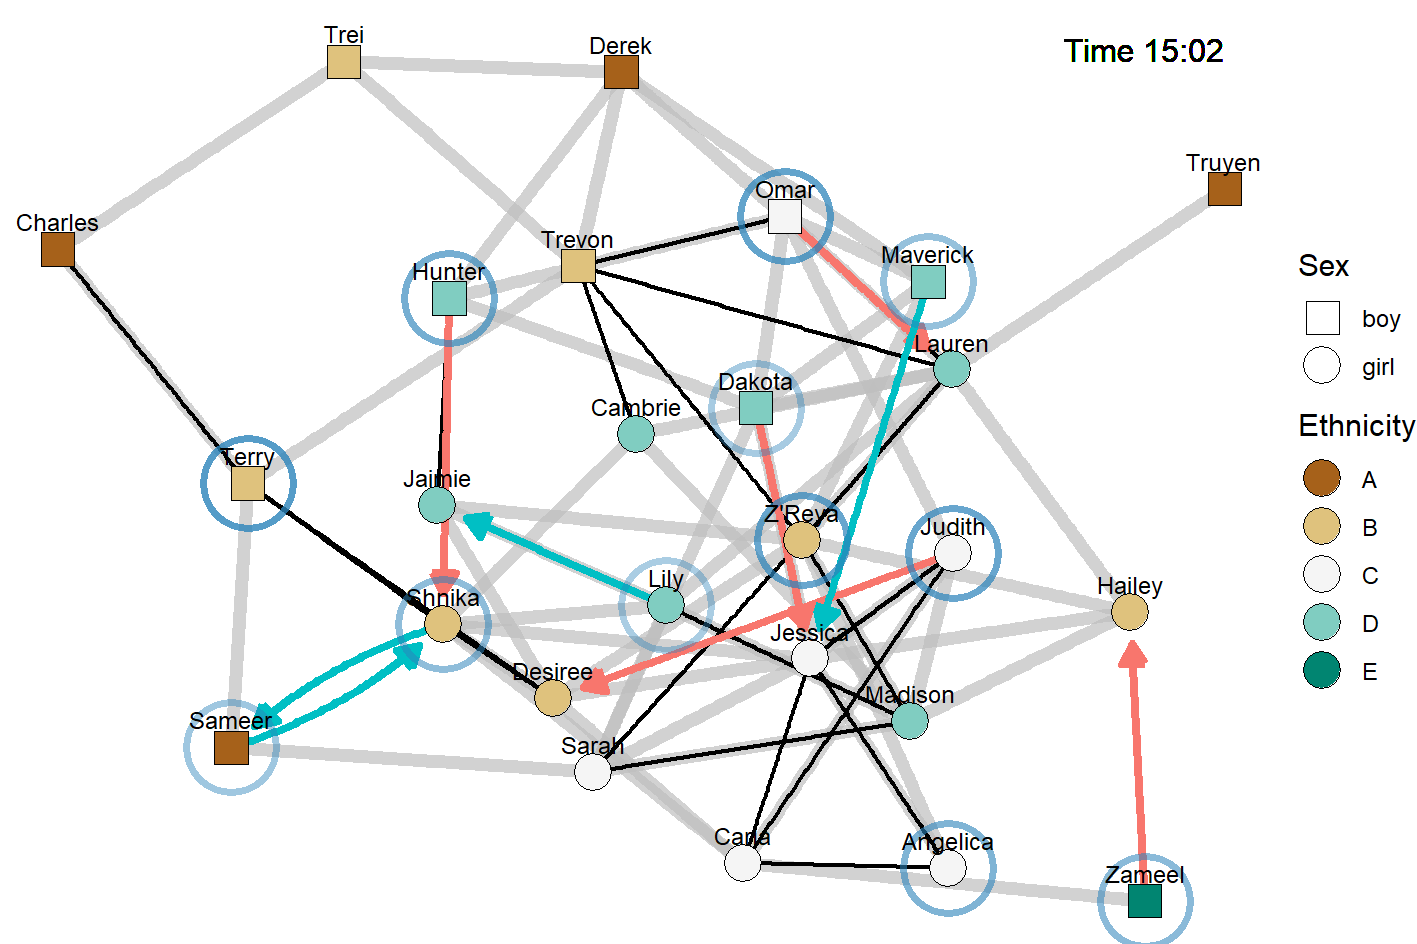 Trei
Derek
Time 15:02
Truyen
Omar
Charles
Trevon
Maverick
Hunter
Sex
boy
Lauren
girl
Dakota
Cambrie
Ethnicity
Terry
Jaimie
A
Z'Reya
Judith
B
Lily
C
Hailey
Shnika
D
Jessica
Desiree
E
Madison
Sameer
Sarah
Carla
Angelica
Zameel